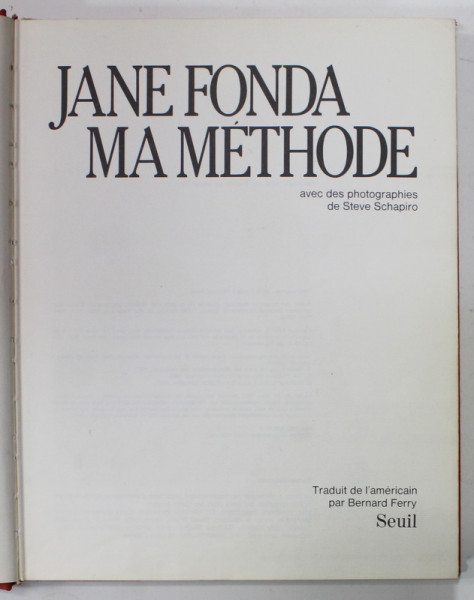 JANE FONDA
MA MÉTHODE
avec des photographies
de Steve Schapiro
Traduit de l'américain
par Bernard Ferry
Seuil